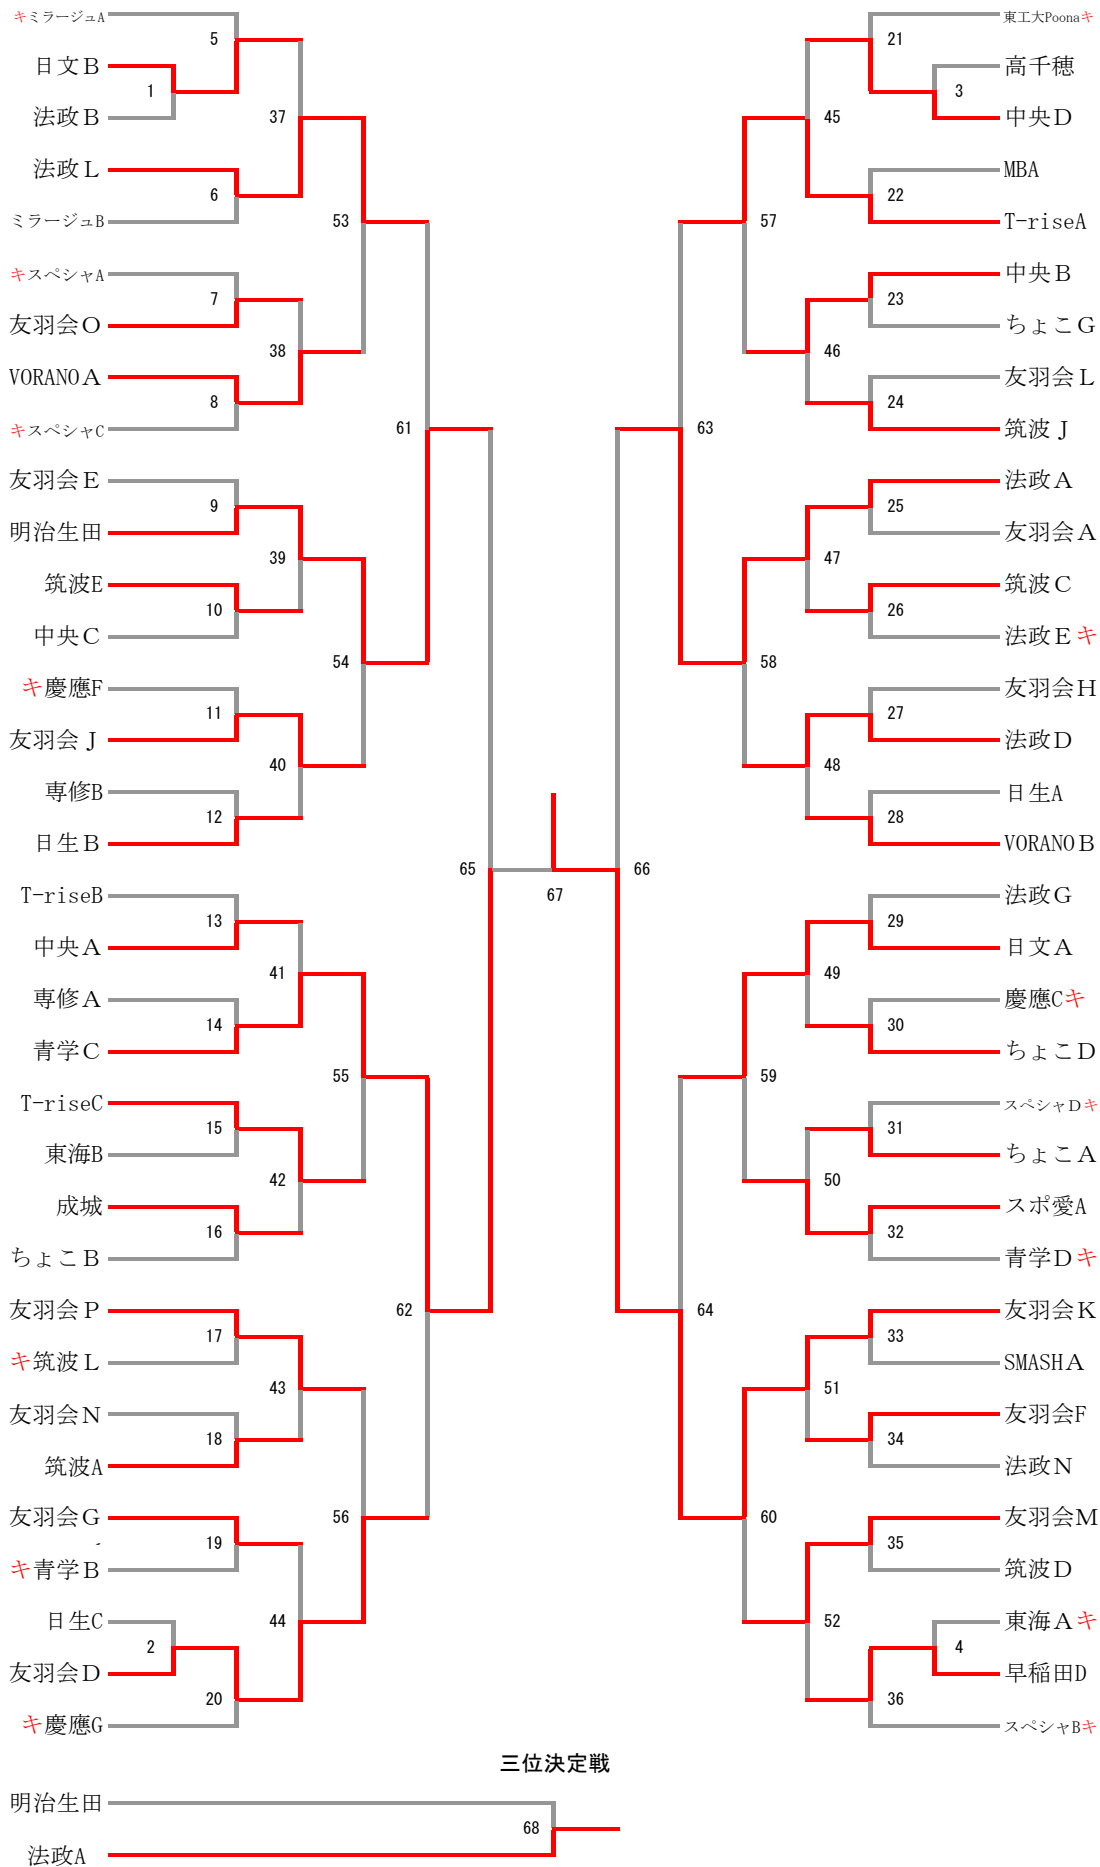 キミラージュA
5
日文B
1
法政B
37
法政L
6
ミラージュB
53
キスペシャA
7
友羽会O
38
VORANOA
8
キスペシャC
61
友羽会E
9
明治生田
39
筑波E
10
中央C
54
キ慶應F
11
友羽会J
40
専修B
12
日生B
65
T-riseB
13
中央A
41
専修A
14
青学C
55
T-riseC
15
東海B
42
成城
16
ちょこB
62
友羽会P
17
キ筑波L
43
友羽会N
18
筑波A
友羽会G
56
19
キ青学B
日生C
44
2
友羽会D
20
キ慶應G
67
東工大Poonaキ
21
高千穂
3
中央D
45
MBA
22
T-riseA
57
中央B
23
ちょこG
46
友羽会L
24
筑波J
63
法政A
25
友羽会A
47
筑波C
26
法政Eキ
58
友羽会H
27
法政D
48
日生A
28
VORANOB
66
法政G
29
日文A
49
慶應Cキ
30
ちょこD
59
スペシャDキ
31
ちょこA
50
スポ愛A
32
青学Dキ
64
友羽会K
33
SMASHA
51
友羽会F
34
法政N
60
友羽会M
35
筑波D
52
東海Aキ
4
早稲田D
36
スペシャBキ
三位決定戦
明治生田
68
法政A